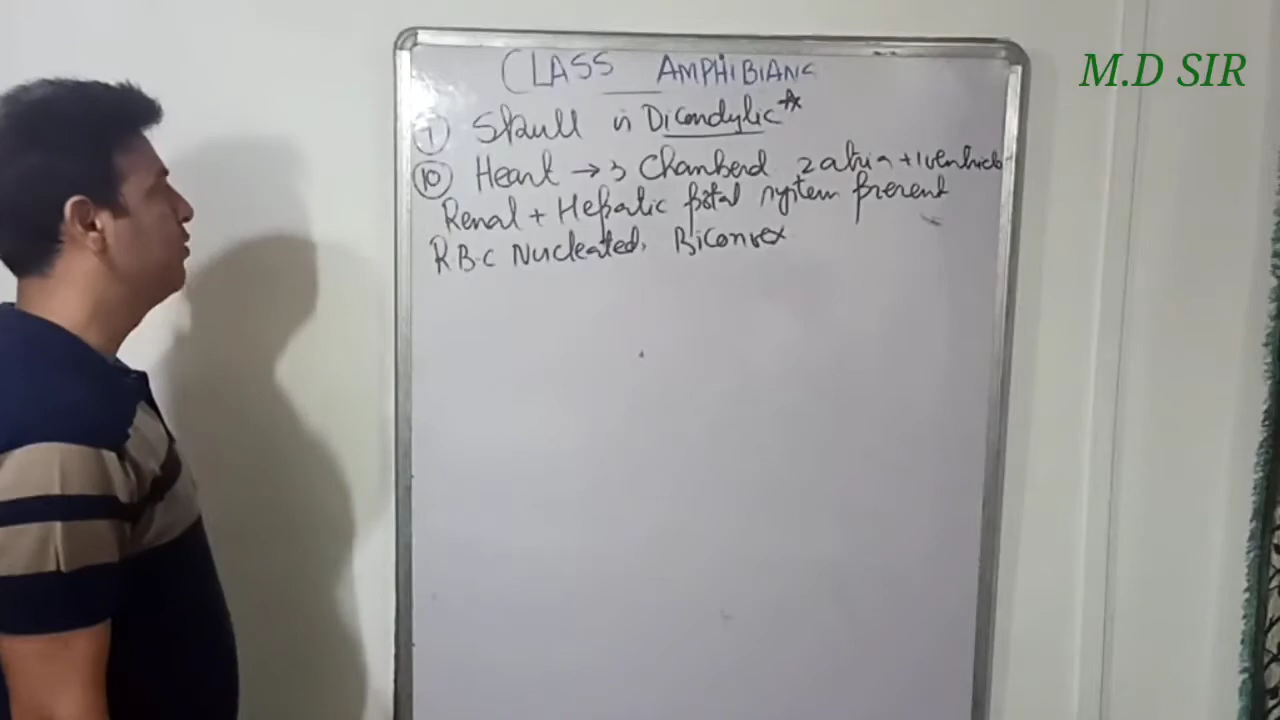 CLASS AMPHIBIANS
① Skull is Dicondylic
⑩ Heart → 3 Chamberd 2 atria + 1 ventricle
Renal + Hepatic portal system present
R.B.C Nucleated, Biconvex
M.D SIR